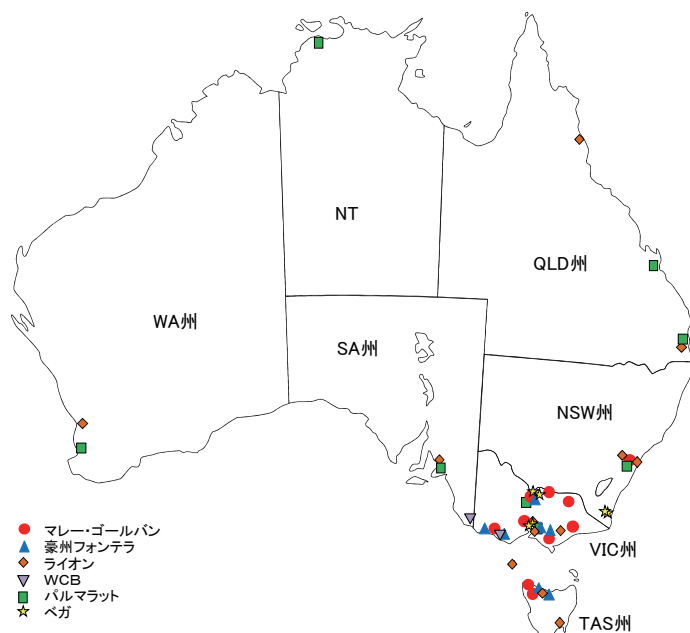 NT
QLD州
WA州
SA州
NSW州
VIC州
TAS州
マレー・ゴールバン
豪州フォンテラ
ライオン
WCB
パルマラット
ベガ